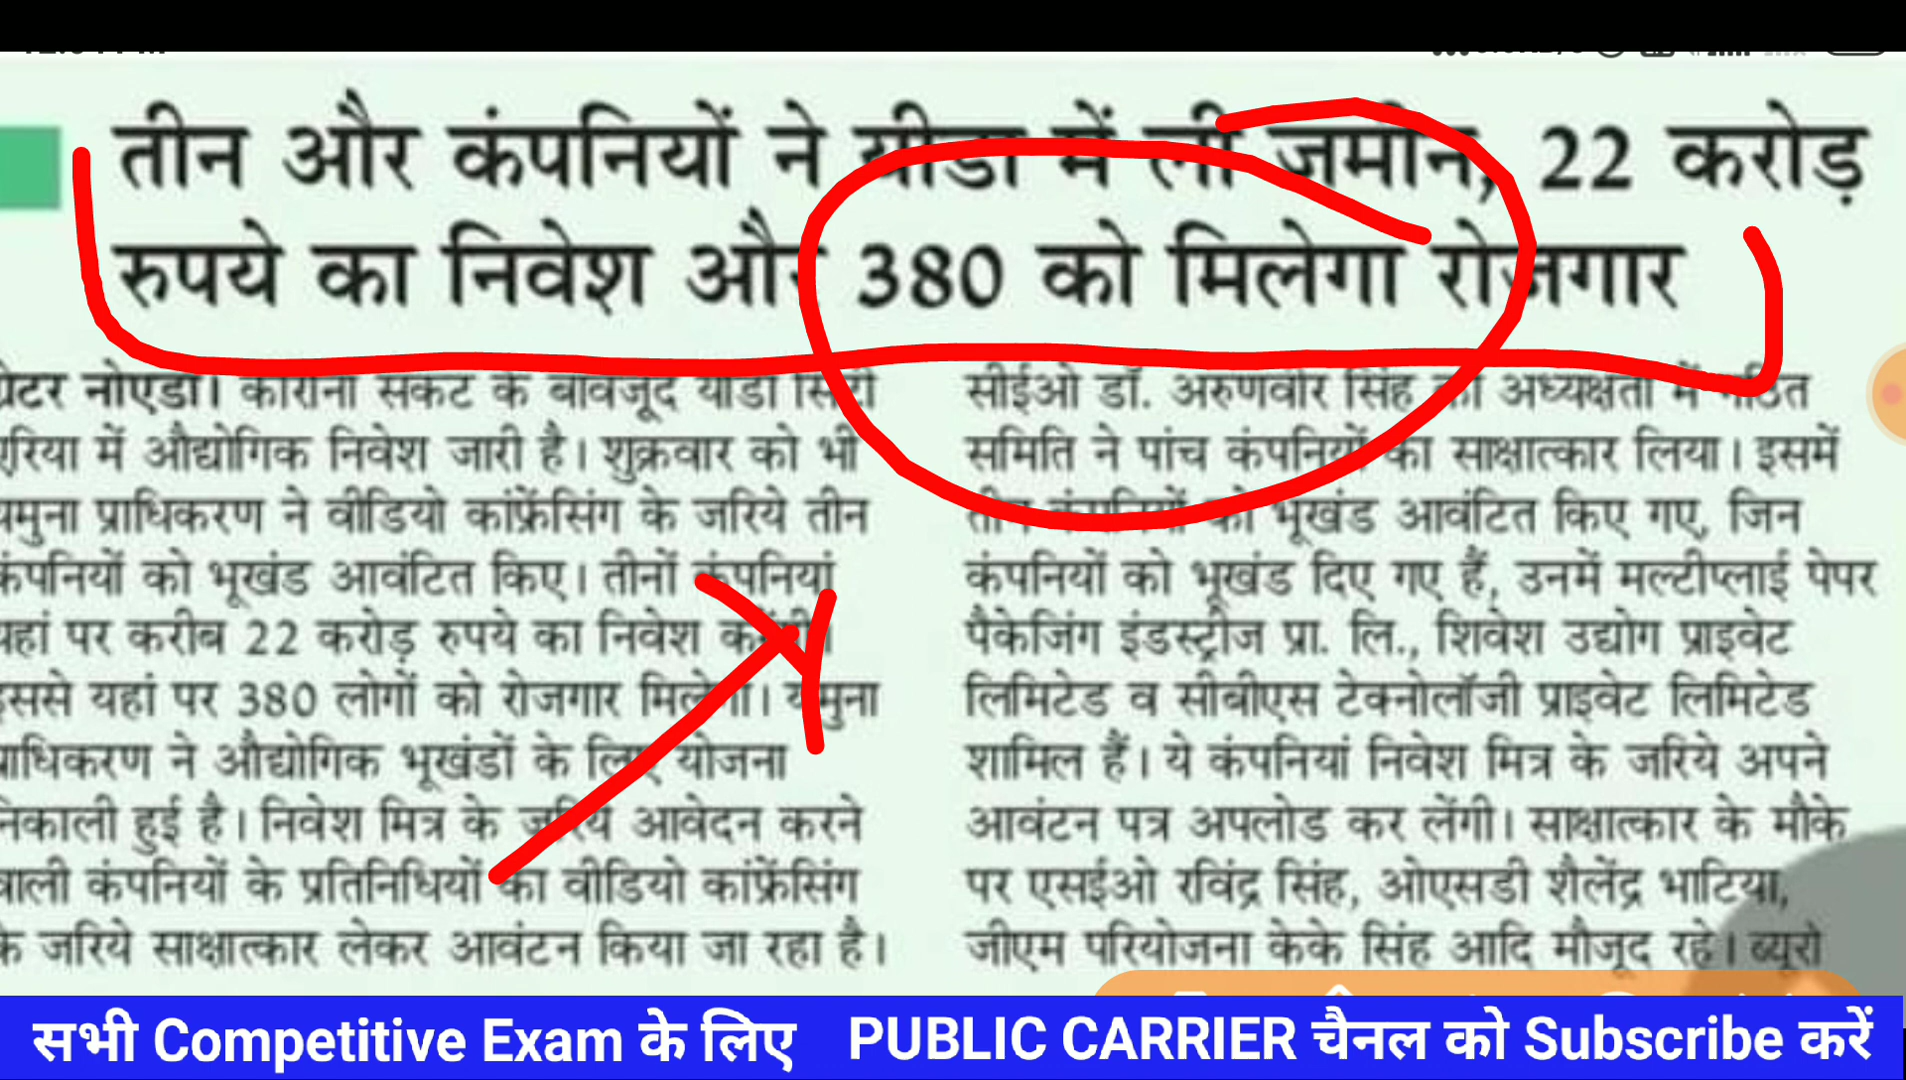 तीन और कंपनियों ने यीडा में ली जमीन, 22 करोड़
रुपये का निवेश और 380 को मिलेगा रोजगार
ग्रेटर नोएडा। कोरोना संकट के बावजूद यीडा सिटी
एरिया में औद्योगिक निवेश जारी है। शुक्रवार को भी
यमुना प्राधिकरण ने वीडियो कांफ्रेंसिंग के जरिये तीन
कंपनियों को भूखंड आवंटित किए। तीनों कंपनियां
यहां पर करीब 22 करोड़ रुपये का निवेश करेंगी।
इससे यहां पर 380 लोगों को रोजगार मिलेगा। यमुना
प्राधिकरण ने औद्योगिक भूखंडों के लिए योजना
निकाली हुई है। निवेश मित्र के जरिये आवेदन करने
वाली कंपनियों के प्रतिनिधियों का वीडियो कांफ्रेंसिंग
के जरिये साक्षात्कार लेकर आवंटन किया जा रहा है।
सीईओ डॉ. अरुणवीर सिंह की अध्यक्षता में गठित
समिति ने पांच कंपनियों का साक्षात्कार लिया। इसमें
तीन कंपनियों को भूखंड आवंटित किए गए, जिन
कंपनियों को भूखंड दिए गए हैं, उनमें मल्टीप्लाई पेपर
पैकेजिंग इंडस्ट्रीज प्रा. लि., शिवेश उद्योग प्राइवेट
लिमिटेड व सीबीएस टेक्नोलॉजी प्राइवेट लिमिटेड
शामिल हैं। ये कंपनियां निवेश मित्र के जरिये अपने
आवंटन पत्र अपलोड कर लेंगी। साक्षात्कार के मौके
पर एसईओ रविंद्र सिंह, ओएसडी शैलेंद्र भाटिया,
जीएम परियोजना केके सिंह आदि मौजूद रहे। ब्यूरो
सभी Competitive Exam के लिए PUBLIC CARRIER चैनल को Subscribe करें